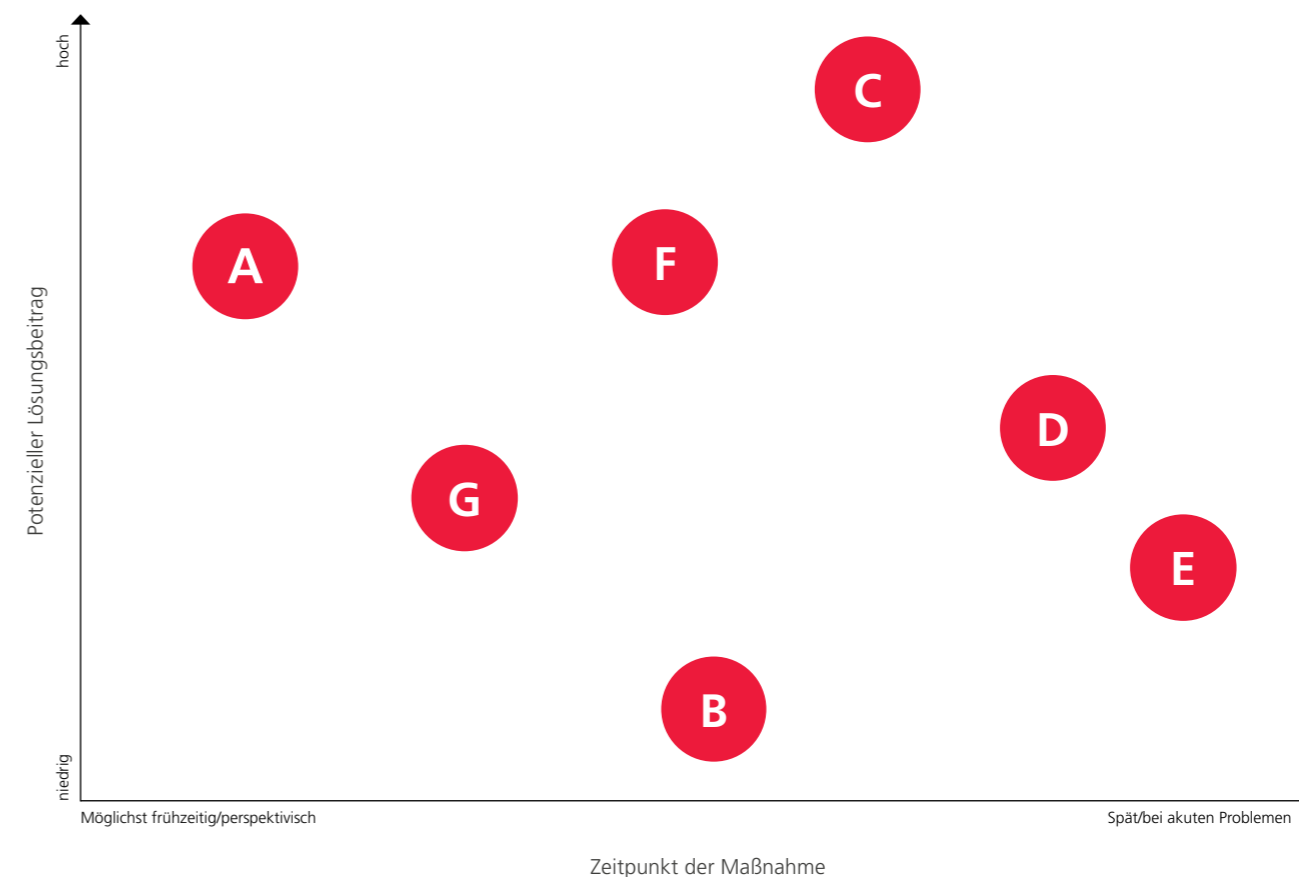 hoch
C
A
F
Potenzieller Lösungsbeitrag
D
G
E
B
niedrig
Möglichst frühzeitig/perspektivisch
Spät/bei akuten Problemen
Zeitpunkt der Maßnahme